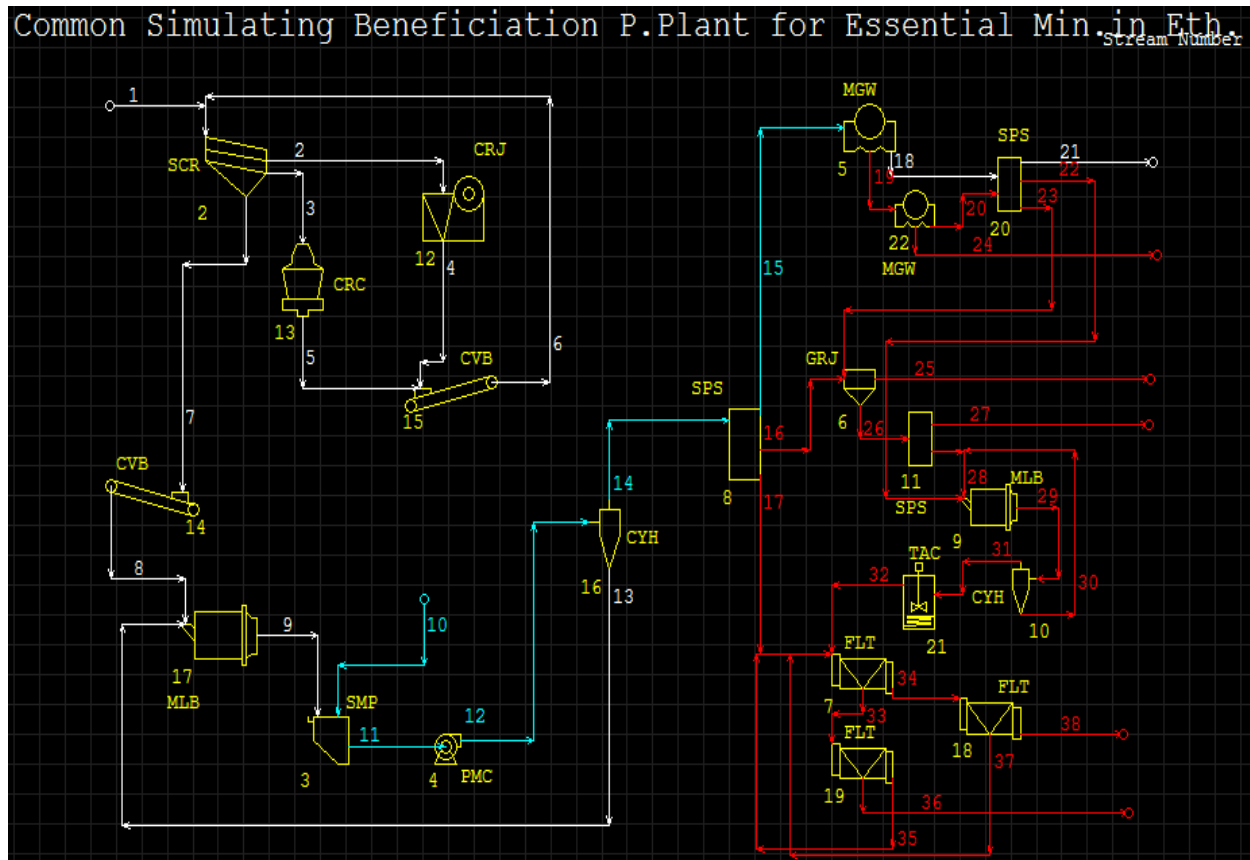 Common Simulating Beneficiation P.Plant for Essential Min.in Eth.
Stream Number
1
MGW
SPS
SCR
2
CRJ
5
18
21
22
19
23
3
2
12
4
20
22
20
24
MGW
15
CRC
13
5
6
CVB
15
GRJ
25
SPS
16
6
26
27
7
CVB
14
14
8
17
11
28
MLB
SPS
29
9
CYH
TAC
31
30
32
CYH
16
13
8
10
10
21
9
FLT
17
MLB
SMP
34
FLT
7
33
12
FLT
11
38
18
37
3
4
PMC
19
36
35